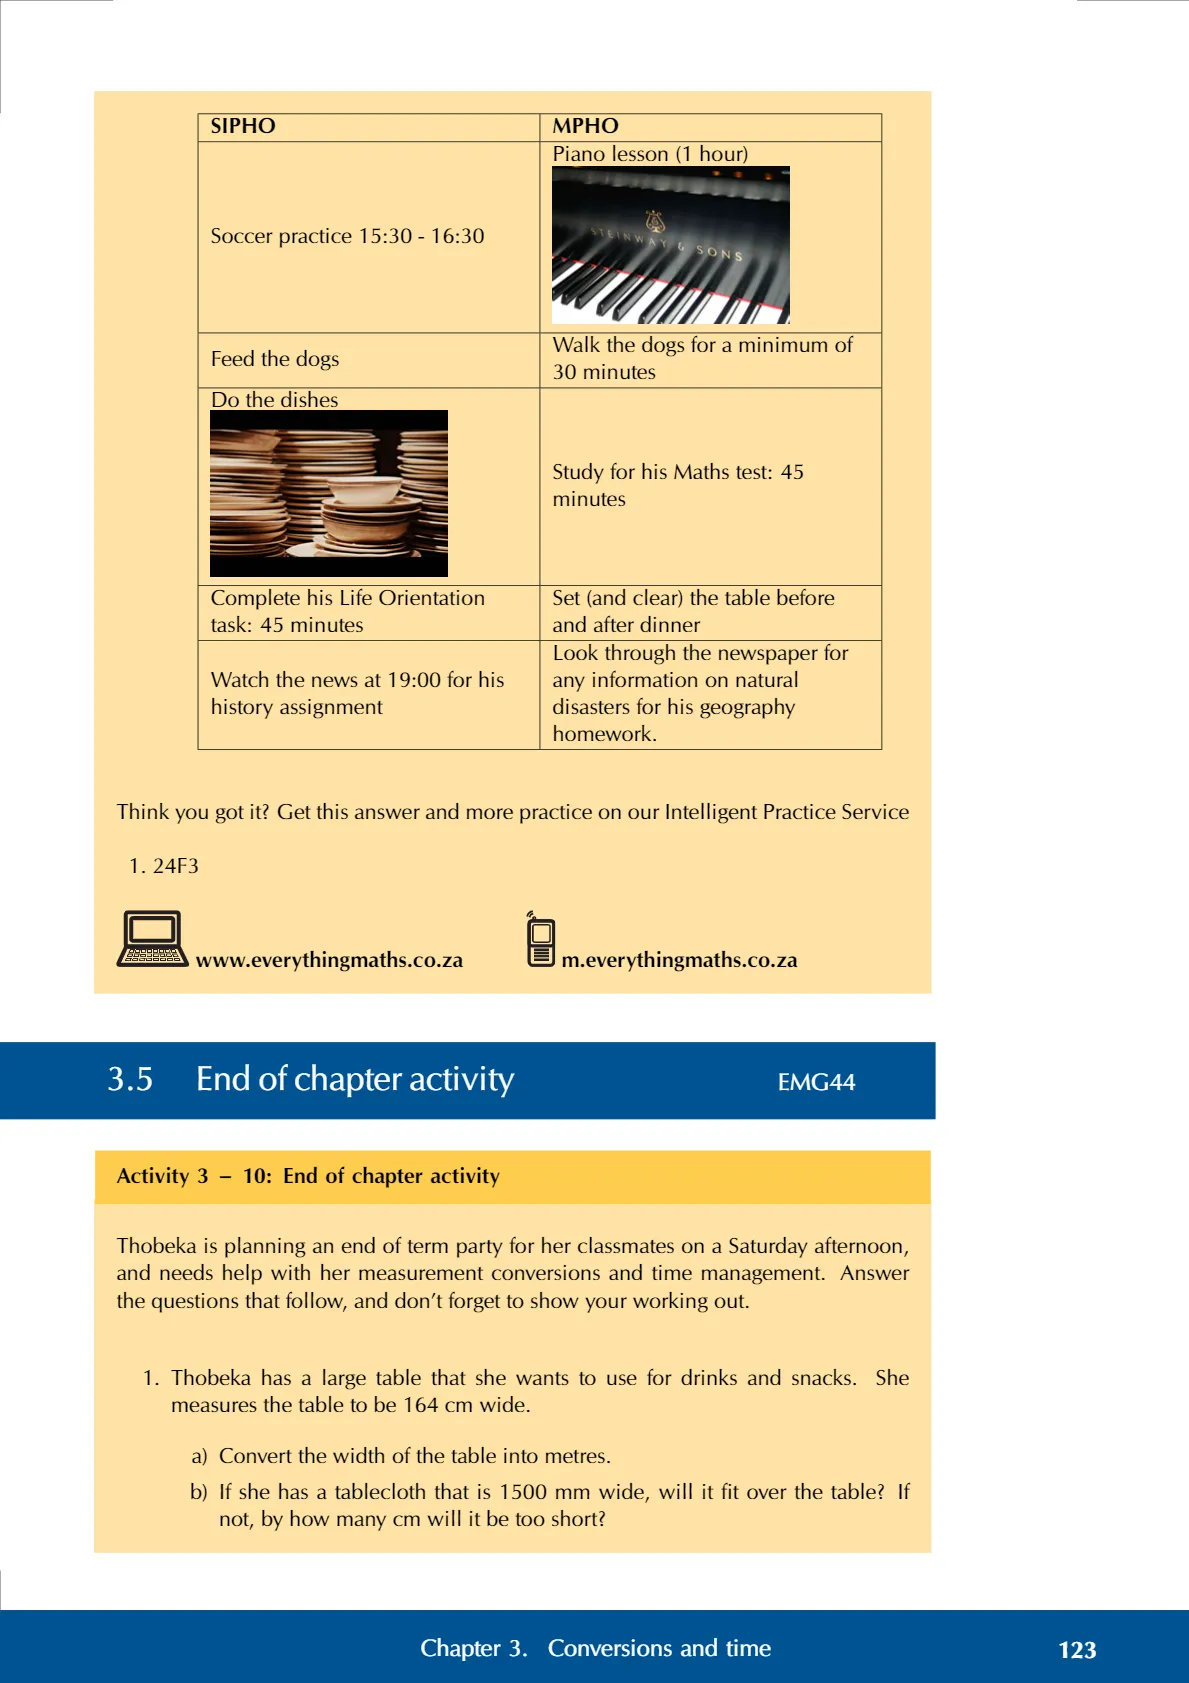 SIPHO
MPHO
Soccer practice 15:30 - 16:30
Piano lesson (1 hour)
STEINWAY & SONS
Feed the dogs
Walk the dogs for a minimum of
30 minutes
Do the dishes
Study for his Maths test: 45
minutes
Complete his Life Orientation
task: 45 minutes
Set (and clear) the table before
and after dinner
Watch the news at 19:00 for his
history assignment
Look through the newspaper for
any information on natural
disasters for his geography
homework.
Think you got it? Get this answer and more practice on our Intelligent Practice Service
1. 24F3
www.everythingmaths.co.za
m.everythingmaths.co.za
3.5 End of chapter activity EMG44
Activity 3 – 10: End of chapter activity
Thobeka is planning an end of term party for her classmates on a Saturday afternoon,
and needs help with her measurement conversions and time management. Answer
the questions that follow, and don't forget to show your working out.
1. Thobeka has a large table that she wants to use for drinks and snacks. She
measures the table to be 164 cm wide.
a) Convert the width of the table into metres.
b) If she has a tablecloth that is 1500 mm wide, will it fit over the table? If
not, by how many cm will it be too short?
Chapter 3. Conversions and time 123